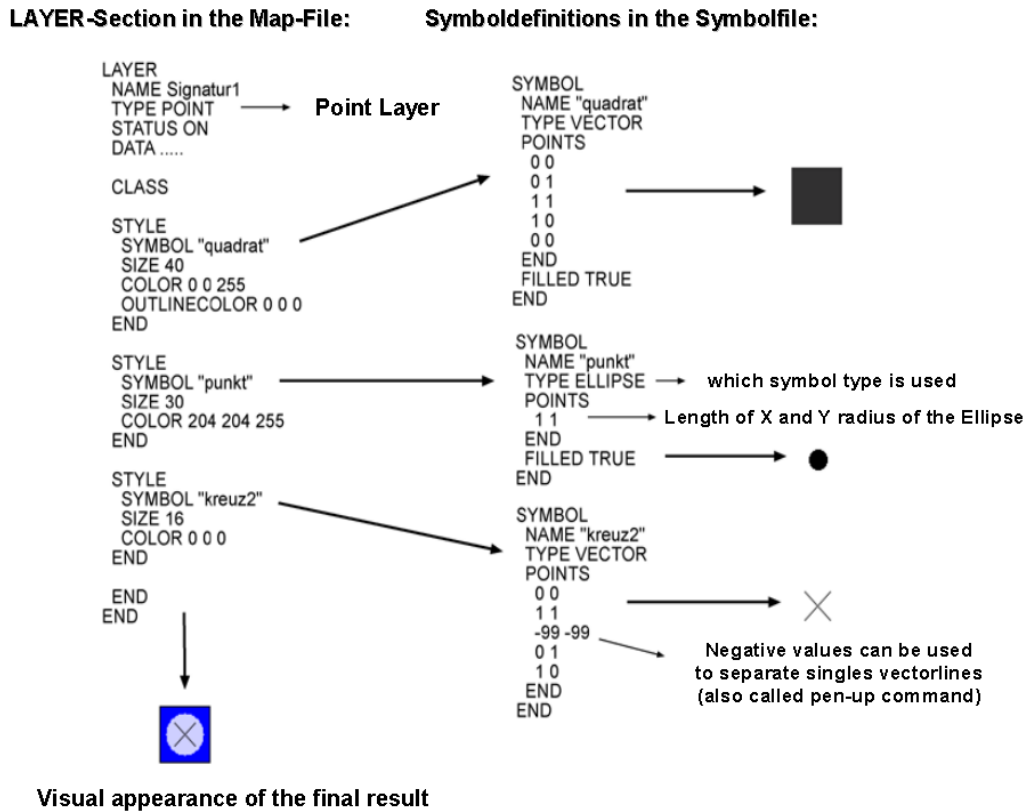 LAYER-Section in the Map-File:
Symboldefinitions in the Symbolfile:
LAYER
NAME Signatur1
TYPE POINT
Point Layer
STATUS ON
DATA .....
CLASS
STYLE
SYMBOL "quadrat"
SIZE 40
COLOR 0 0 255
OUTLINECOLOR 0 0 0
END
STYLE
SYMBOL "punkt"
SIZE 30
COLOR 204 204 255
END
STYLE
SYMBOL "kreuz2"
SIZE 16
COLOR 0 0 0
END
END
END
Visual appearance of the final result
SYMBOL
NAME "quadrat"
TYPE VECTOR
POINTS
0 0
0 1
1 1
1 0
0 0
END
FILLED TRUE
END
SYMBOL
NAME "punkt"
TYPE ELLIPSE
which symbol type is used
POINTS
1 1
Length of X and Y radius of the Ellipse
END
FILLED TRUE
END
SYMBOL
NAME "kreuz2"
TYPE VECTOR
POINTS
0 0
1 1
-99 -99
0 1
1 0
END
END
Negative values can be used
to separate singles vectorlines
(also called pen-up command)